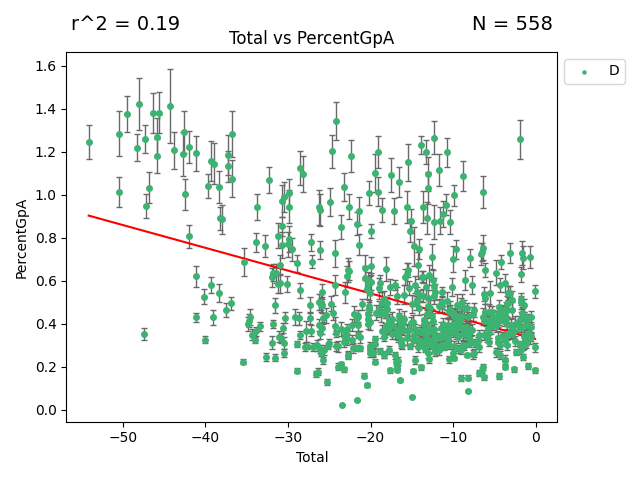 r^2 = 0.19
N = 558
Total vs PercentGpA
D
PercentGpA
1.6
1.4
1.2
1.0
0.8
0.6
0.4
0.2
0.0
−50
−40
−30
−20
−10
0
Total